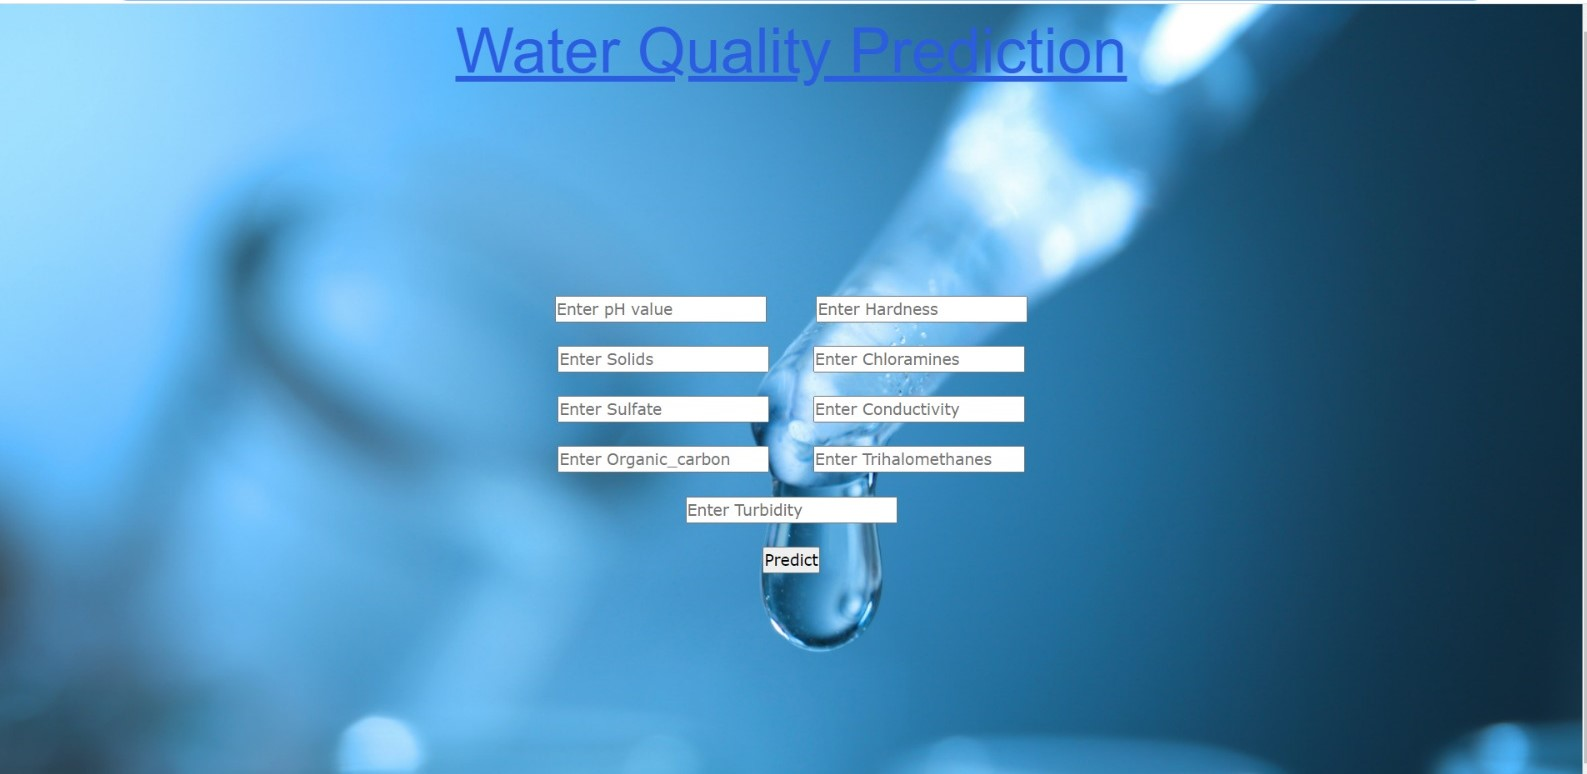 Water Quality Prediction
Enter pH value Enter Hardness
Enter Solids Enter Chloramines
Enter Sulfate Enter Conductivity
Enter Organic_carbon Enter Trihalomethanes
Enter Turbidity
Predict